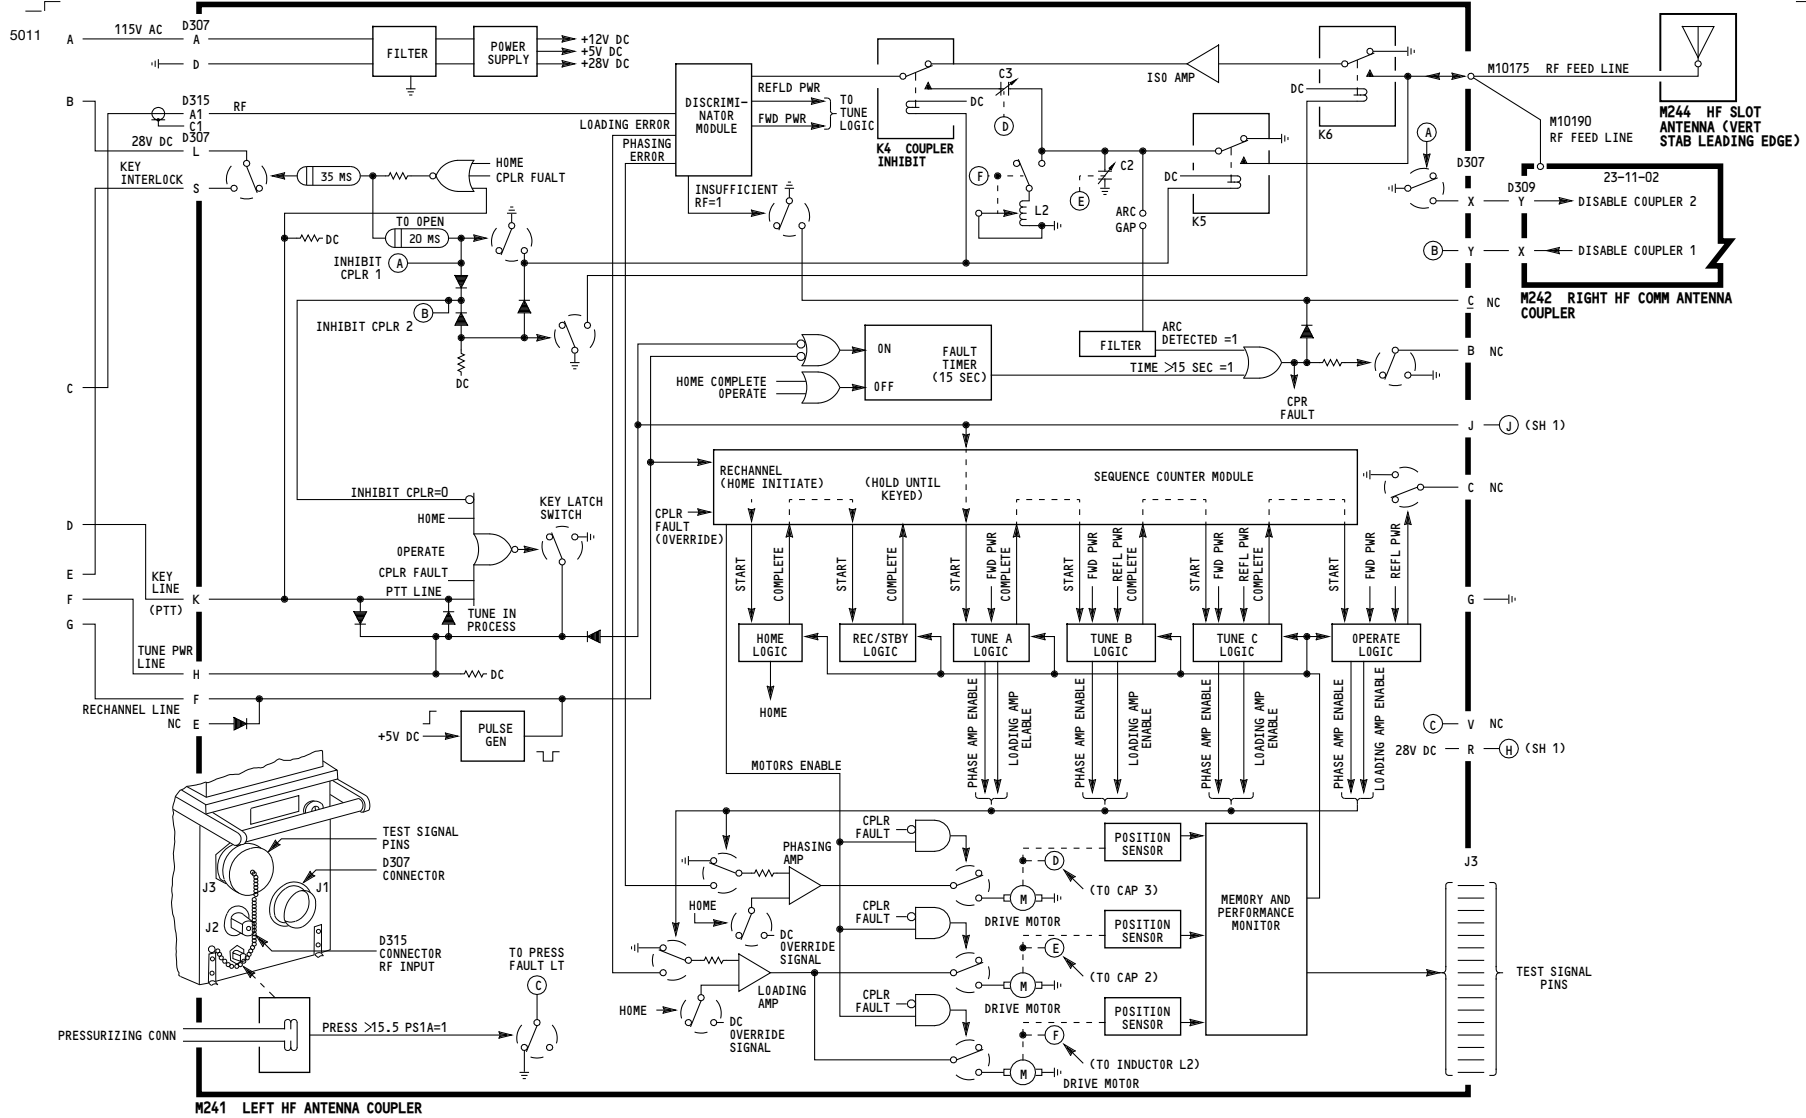 5011
A
115V AC
D307
A
D
FILTER
POWER
SUPPLY
+12V DC
+5V DC
+28V DC
B
D315
A1
C1
D307
RF
28V DC
L
KEY
INTERLOCK
S
35 MS
HOME
CPLR FUALT
TO OPEN
20 MS
DC
INHIBIT
CPLR 1
A
B
INHIBIT CPLR 2
DC
LOADING ERROR
PHASING
ERROR
DISCRIMI-
NATOR
MODULE
REFLD PWR
FWD PWR
TO
TUNE
LOGIC
INSUFFICIENT
RF=1
K4 COUPLER
INHIBIT
DC
C3
D
ISO AMP
F
L2
E
C2
ARC
GAP
DC
K5
DC
K6
M10175 RF FEED LINE
M10190
RF FEED LINE
M244 HF SLOT
ANTENNA (VERT
STAB LEADING EDGE)
A
D307
X
D309
Y
23-11-02
DISABLE COUPLER 2
B
Y
X
DISABLE COUPLER 1
M242 RIGHT HF COMM ANTENNA
COUPLER
C NC
HOME COMPLETE
OPERATE
ON
OFF
FAULT
TIMER
(15 SEC)
FILTER
ARC
DETECTED =1
TIME >15 SEC =1
CPR
FAULT
B NC
C
J
J
(SH 1)
RECHANNEL
(HOME INITIATE)
(HOLD UNTIL
KEYED)
SEQUENCE COUNTER MODULE
CPLR
FAULT
(OVERRIDE)
C NC
INHIBIT CPLR=0
HOME
OPERATE
CPLR FAULT
PTT LINE
KEY LATCH
SWITCH
TUNE IN
PROCESS
D
E
F
G
KEY
LINE
(PTT)
K
TUNE PWR
LINE
H
DC
RECHANNEL LINE
F
NC E
+5V DC
PULSE
GEN
START
COMPLETE
START
COMPLETE
START
FWD PWR
COMPLETE
START
FWD PWR
REFL PWR
COMPLETE
START
FWD PWR
REFL PWR
COMPLETE
START
FWD PWR
REFL PWR
G
HOME
LOGIC
REC/STBY
LOGIC
TUNE A
LOGIC
TUNE B
LOGIC
TUNE C
LOGIC
OPERATE
LOGIC
HOME
PHASE AMP ENABLE
LOADING AMP
ELABLE
PHASE AMP ENABLE
LOADING AMP
ENABLE
PHASE AMP ENABLE
LOADING AMP
ENABLE
PHASE AMP ENABLE
LOADING AMP ENABLE
C
V NC
28V DC
R
H
(SH 1)
MOTORS ENABLE
TEST SIGNAL
PINS
D307
CONNECTOR
J3
J1
J2
D315
CONNECTOR
RF INPUT
PRESSURIZING CONN
PRESS >15.5 PS1A=1
TO PRESS
FAULT LT
C
PHASING
AMP
HOME
DC
OVERRIDE
SIGNAL
LOADING
AMP
HOME
DC
OVERRIDE
SIGNAL
CPLR
FAULT
D
(TO CAP 3)
M
DRIVE MOTOR
POSITION
SENSOR
CPLR
FAULT
E
(TO CAP 2)
M
DRIVE MOTOR
POSITION
SENSOR
CPLR
FAULT
F
(TO INDUCTOR L2)
M
DRIVE MOTOR
POSITION
SENSOR
MEMORY AND
PERFORMANCE
MONITOR
J3
TEST SIGNAL
PINS
M241 LEFT HF ANTENNA COUPLER